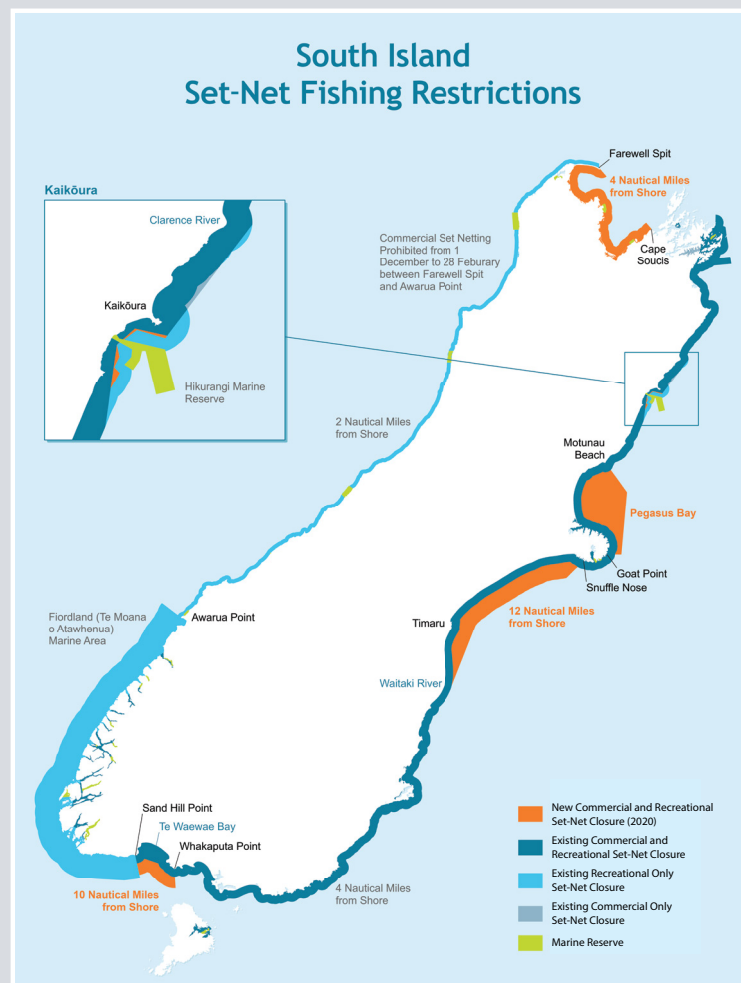 South Island
Set-Net Fishing Restrictions
Farewell Spit
4 Nautical Miles
from Shore
Kaikōura
Clarence River
Commercial Set Netting
Prohibited from 1
December to 28 Feburary
between Farewell Spit
and Awarua Point
Cape
Soucis
Kaikōura
Hikurangi Marine
Reserve
2 Nautical Miles
from Shore
Motunau
Beach
Pegasus Bay
Goat Point
Snuffle Nose
Fiordland (Te Moana
o Atawhenua)
Marine Area
Awarua Point
Timaru
12 Nautical Miles
from Shore
Waitaki River
Sand Hill Point
Te Waewae Bay
Whakaputa Point
10 Nautical Miles
from Shore
4 Nautical Miles
from Shore
New Commercial and Recreational
Set-Net Closure (2020)
Existing Commercial and
Recreational Set-Net Closure
Existing Recreational Only
Set-Net Closure
Existing Commercial Only
Set-Net Closure
Marine Reserve